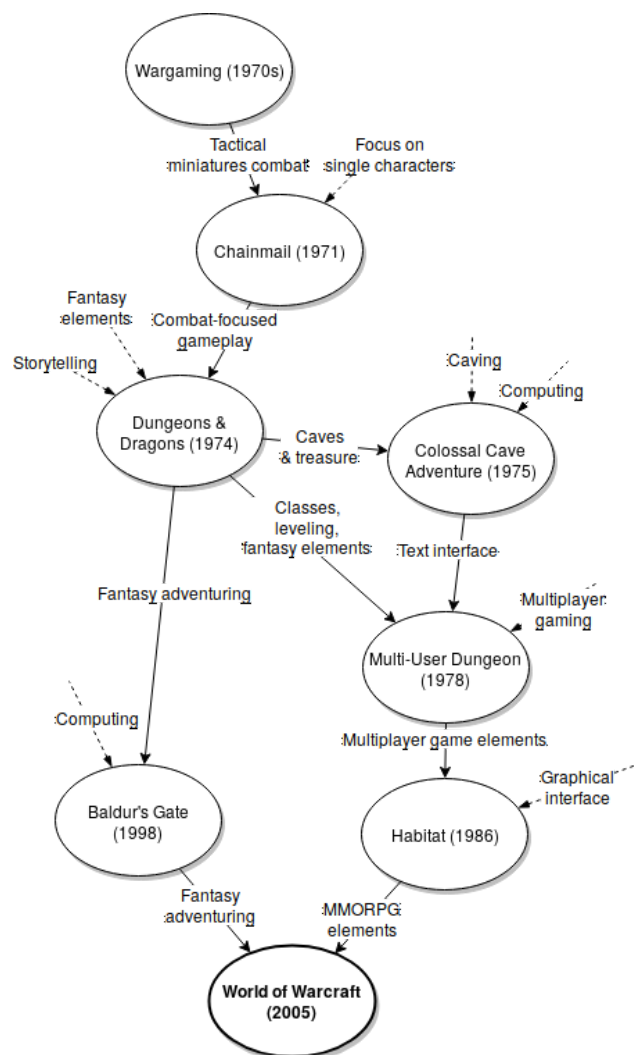 Wargaming (1970s)
Tactical
miniatures combat
Focus on
single characters
Chainmail (1971)
Fantasy
elements
Combat-focused
gameplay
Storytelling
Caving
Computing
Dungeons &
Dragons (1974)
Caves
& treasure
Colossal Cave
Adventure (1975)
Classes,
leveling,
fantasy elements
Text interface
Fantasy adventuring
Multiplayer
gaming
Multi-User Dungeon
(1978)
Computing
Multiplayer game elements
Graphical
interface
Baldur's Gate
(1998)
Habitat (1986)
Fantasy
adventuring
MMORPG
elements
World of Warcraft
(2005)